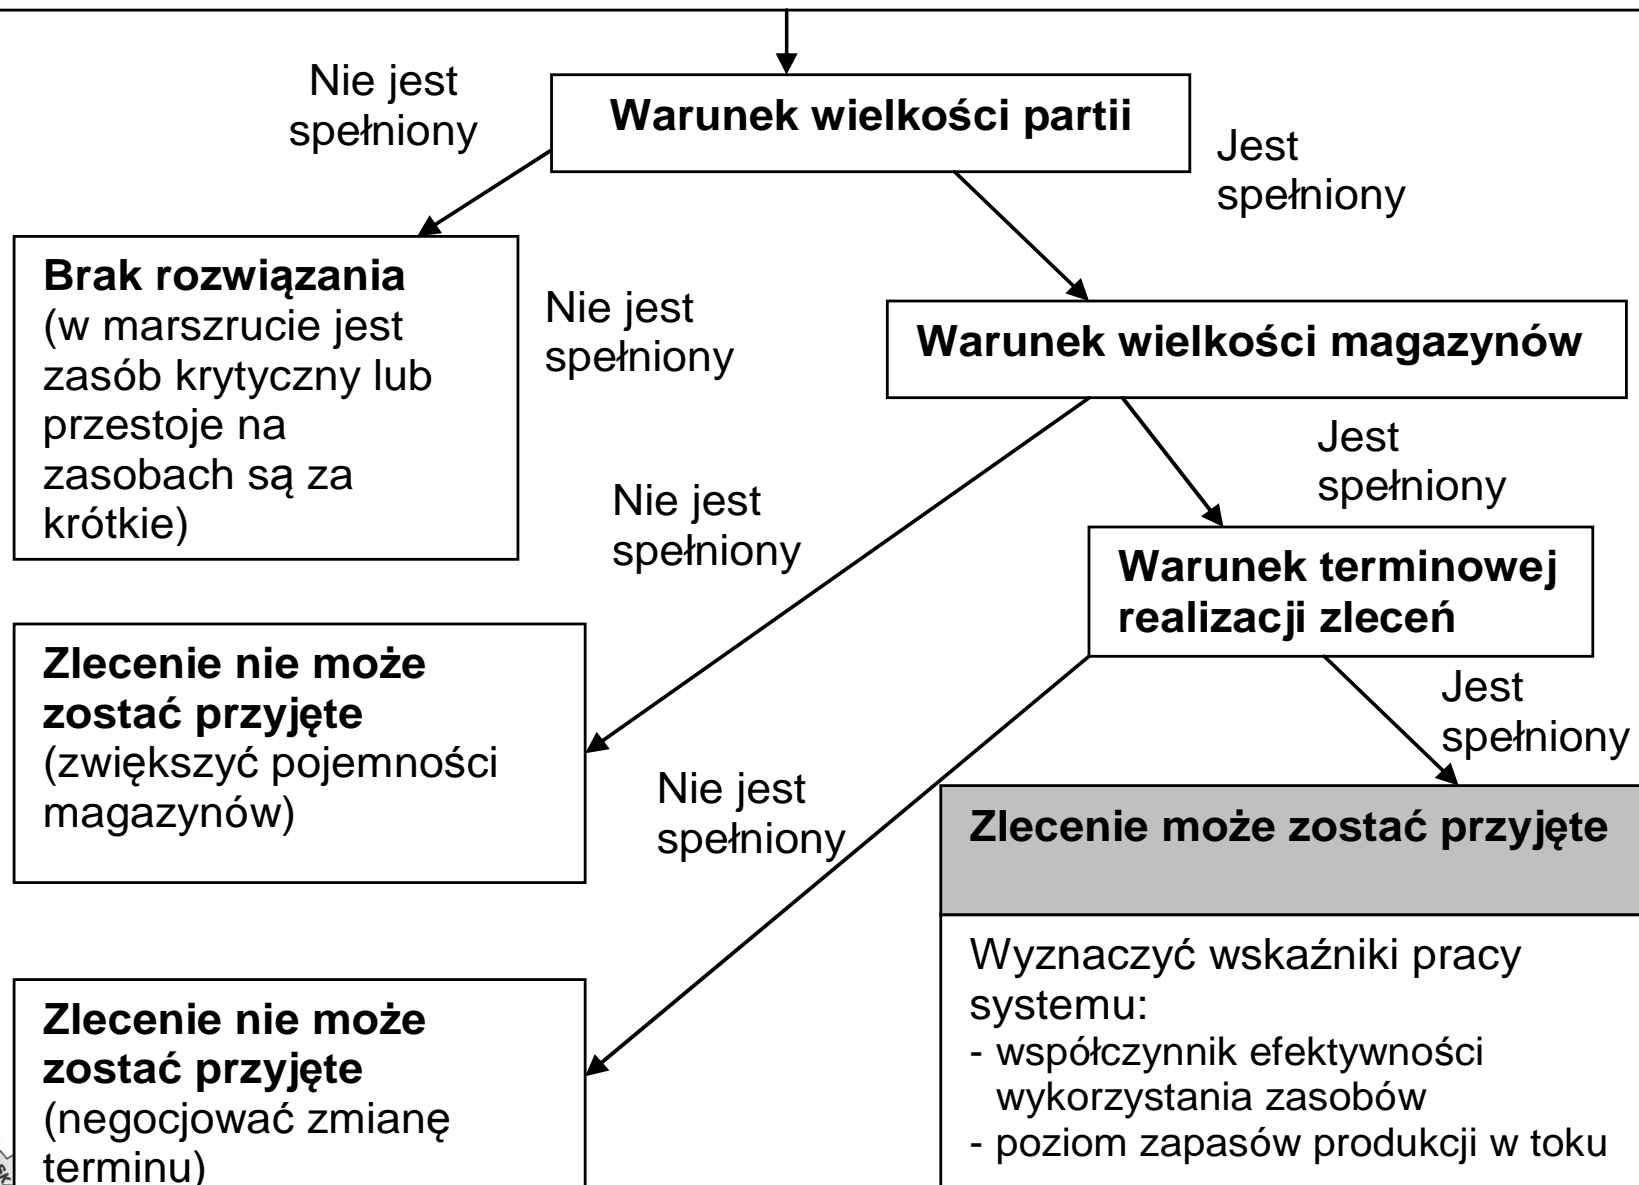 Nie jest
spełniony
Warunek wielkości partii
Jest
spełniony
Brak rozwiązania
(w marszrucie jest
zasób krytyczny lub
przestoje na
zasobach są za
krótkie)
Nie jest
spełniony
Warunek wielkości magazynów
Jest
spełniony
Nie jest
spełniony
Warunek terminowej
realizacji zleceń
Zlecenie nie może
zostać przyjęte
(zwiększyć pojemności
magazynów)
Jest
spełniony
Nie jest
spełniony
Zlecenie może zostać przyjęte
Wyznaczyć wskaźniki pracy
systemu:
- współczynnik efektywności
wykorzystania zasobów
- poziom zapasów produkcji w toku
Zlecenie nie może
zostać przyjęte
(negocjować zmianę
terminu)